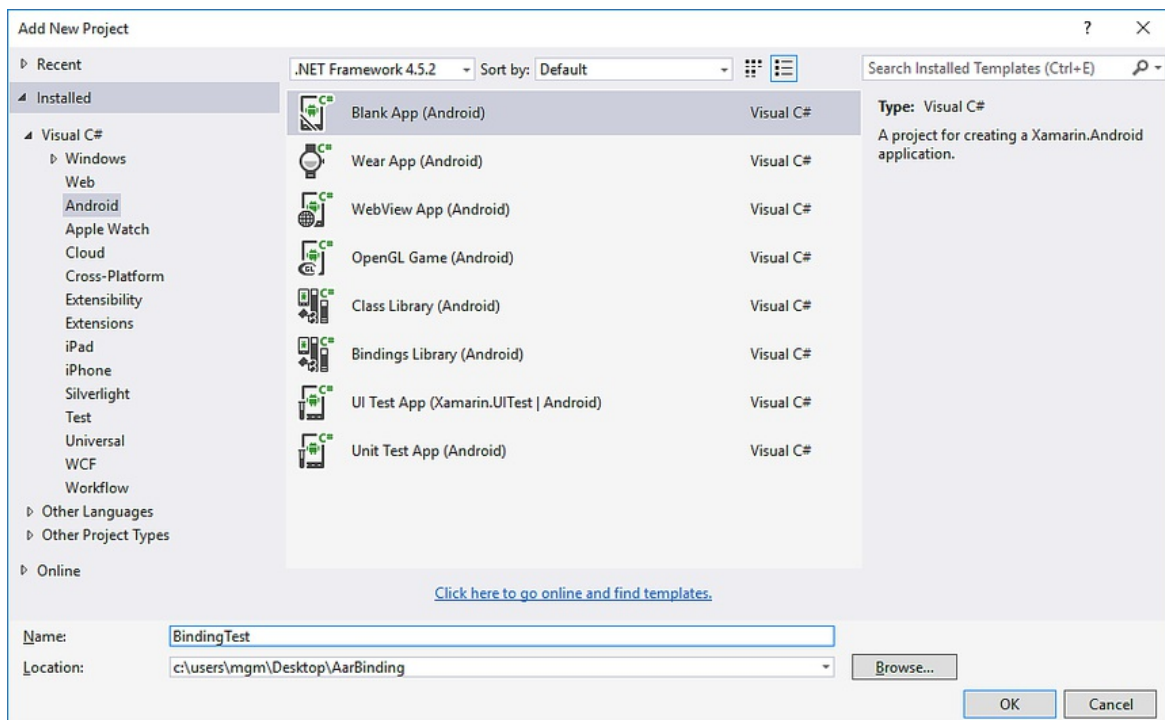 Add New Project
?
Recent
Installed
Visual C#
Windows
Web
Android
Apple Watch
Cloud
Cross-Platform
Extensibility
Extensions
iPad
iPhone
Silverlight
Test
Universal
WCF
Workflow
Other Languages
Other Project Types
Online
.NET Framework 4.5.2 Sort by: Default
Blank App (Android) Visual C#
Wear App (Android) Visual C#
WebView App (Android) Visual C#
OpenGL Game (Android) Visual C#
Class Library (Android) Visual C#
Bindings Library (Android) Visual C#
UI Test App (Xamarin.UITest | Android) Visual C#
Unit Test App (Android) Visual C#
Click here to go online and find templates.
Search Installed Templates (Ctrl+E)
Type: Visual C#
A project for creating a Xamarin.Android
application.
Name: BindingTest
Location: c:\users\mgm\Desktop\AarBinding
Browse...
OK Cancel